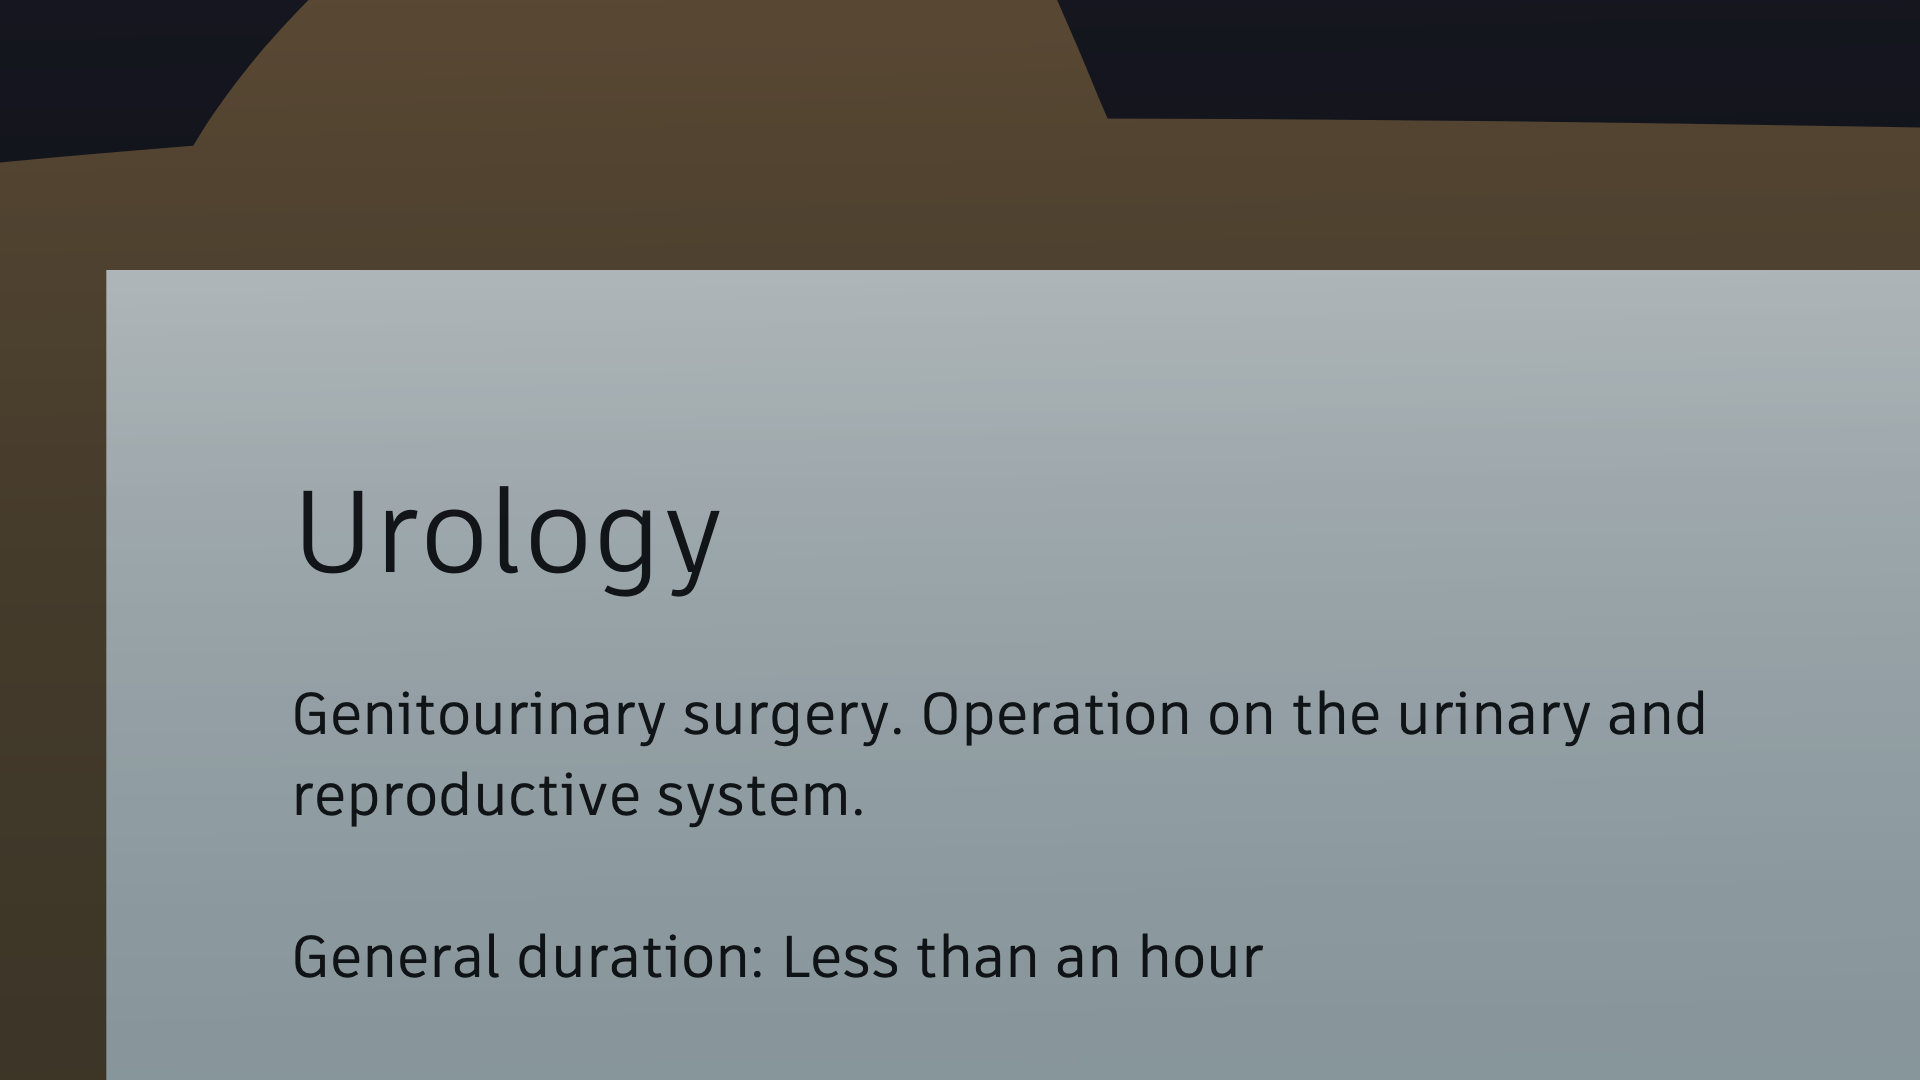 Urology
Genitourinary surgery. Operation on the urinary and
reproductive system.
General duration: Less than an hour